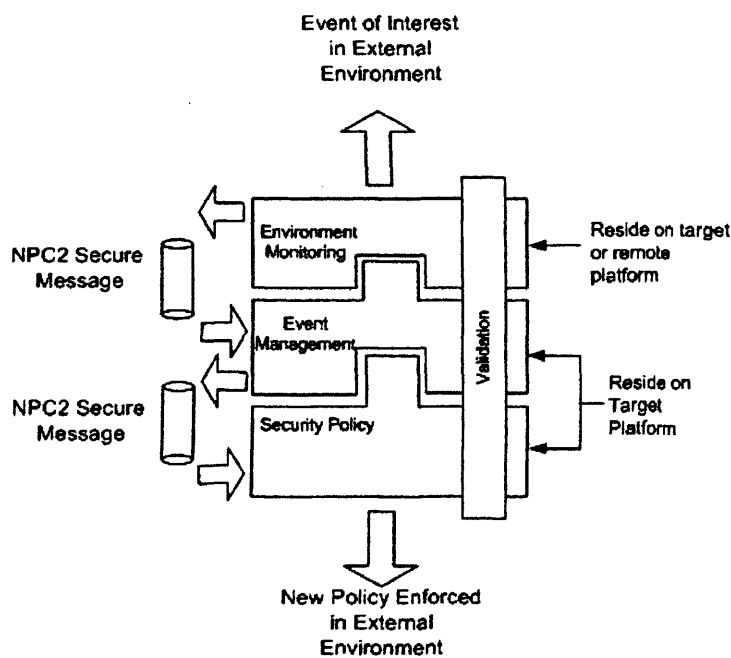 Event of Interest
in External
Environment
Environment
Monitoring
Reside on target
or remote
platform
NPC2 Secure
Message
Event
Management
Validation
Reside on
Target
Platform
NPC2 Secure
Message
Security Policy
New Policy Enforced
in External
Environment